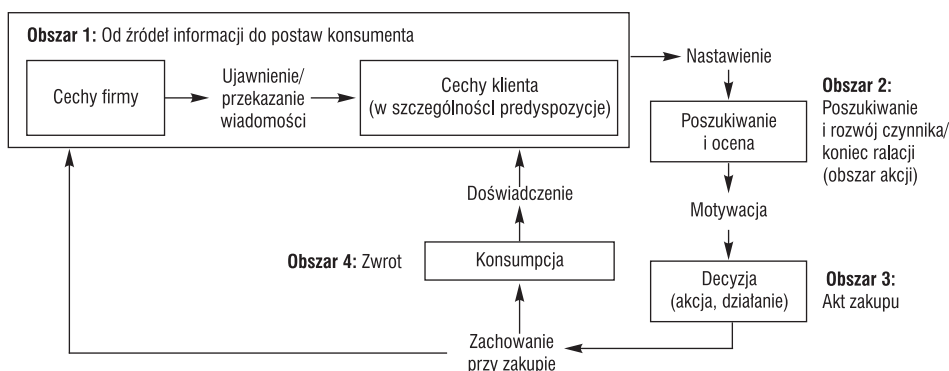 Obszar 1: Od źródeł informacji do postaw konsumenta
Cechy firmy
Ujawnienie/
przekazanie
wiadomości
Cechy klienta
(w szczególności predyspozycje)
Nastawienie
Obszar 2:
Poszukiwanie
i rozwój czynnika/
koniec ralacji
(obszar akcji)
Poszukiwanie
i ocena
Motywacja
Doświadczenie
Obszar 4: Zwrot
Konsumpcja
Decyzja
(akcja, działanie)
Obszar 3:
Akt zakupu
Zachowanie
przy zakupie